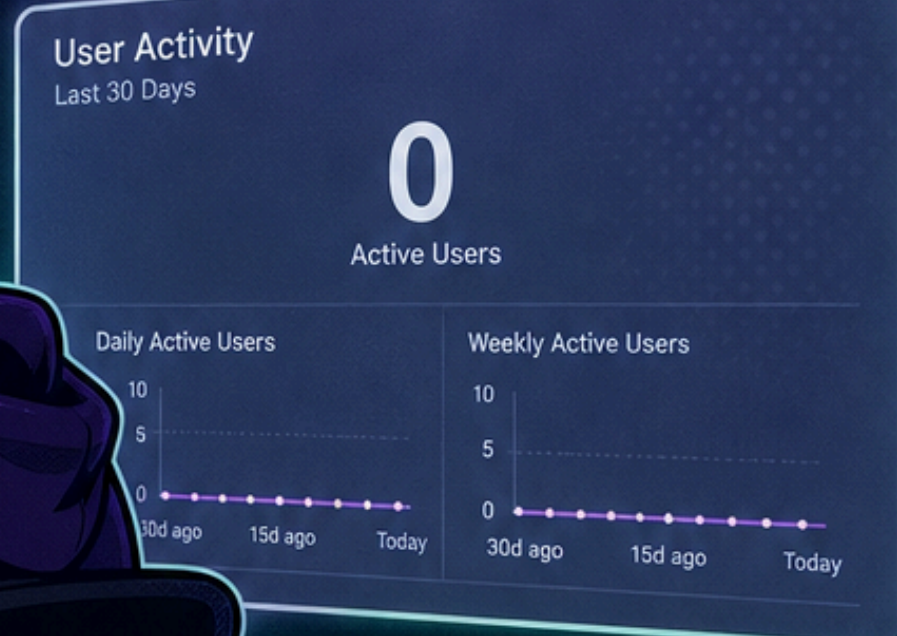 User Activity
Last 30 Days
0
Active Users
Daily Active Users
10
5
0
30d ago
15d ago
Today
Weekly Active Users
10
5
0
30d ago
15d ago
Today